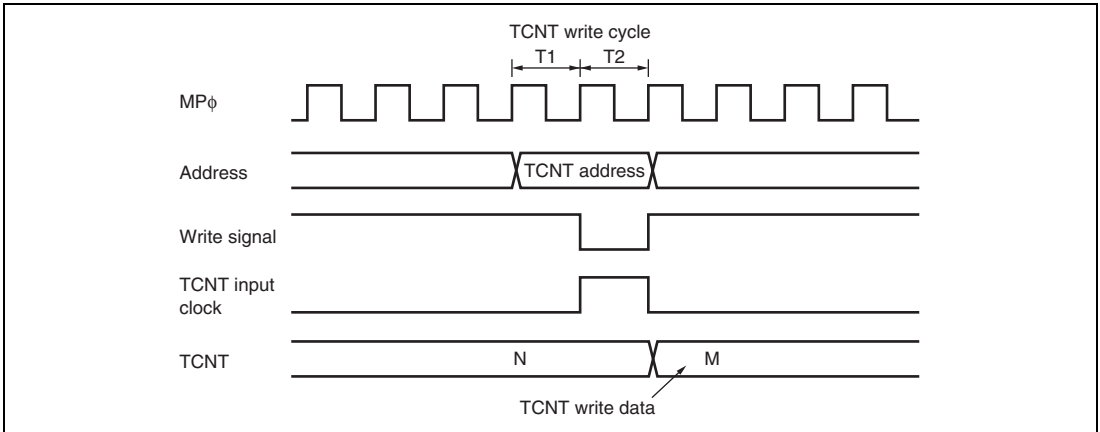 TCNT write cycle
T1 T2
MPϕ
Address
TCNT address
Write signal
TCNT input
clock
TCNT
N
M
TCNT write data